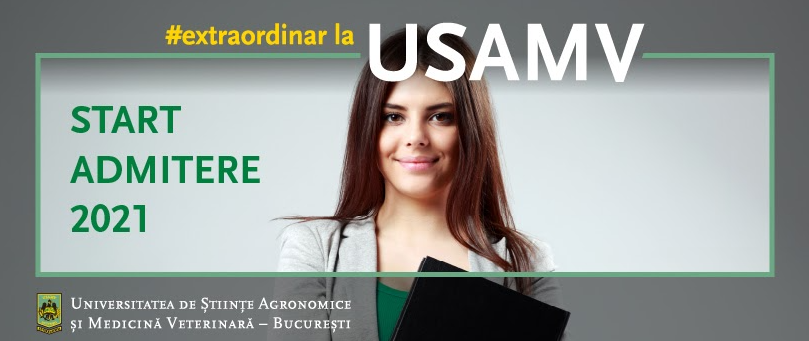 #extraordinar la USAMV
START
ADMITERE
2021
Universitatea de Științe Agronomice
și Medicină Veterinară – București